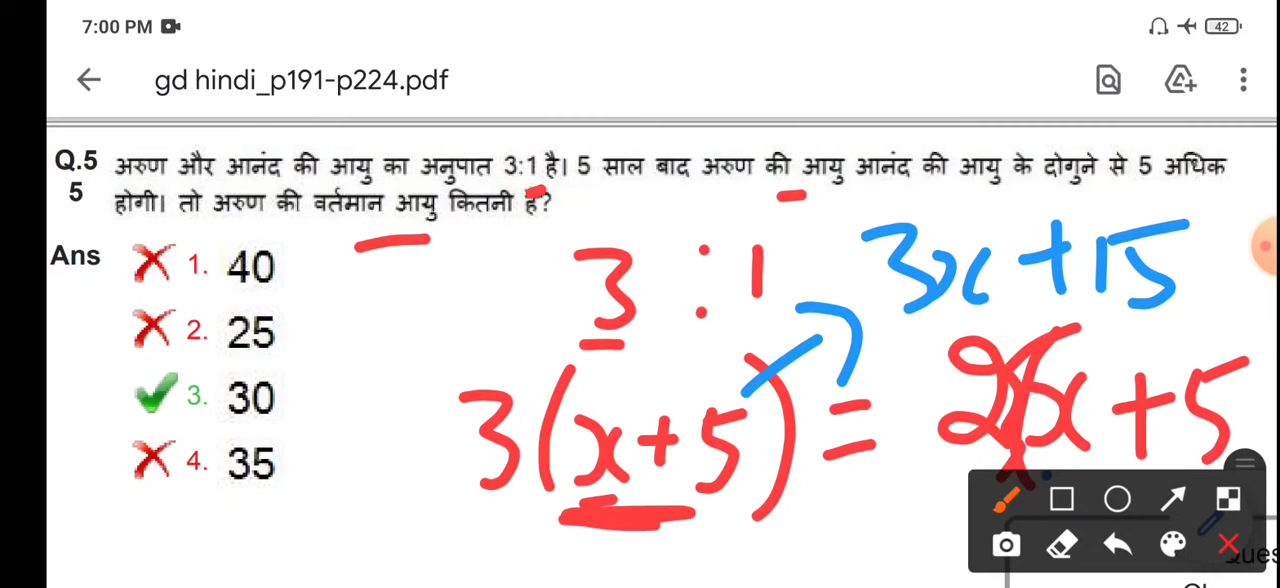 7:00 PM 42
gd hindi_p191-p224.pdf
Q.5 अरुण और आनंद की आयु का अनुपात 3:1 है। 5 साल बाद अरुण की आयु आनंद की आयु के दोगुने से 5 अधिक
5 होगी। तो अरुण की वर्तमान आयु कितनी है?
Ans 1. 40
2. 25
3. 30
4. 35
3 : 1
3x + 15
3(x+5) = 2(x+5